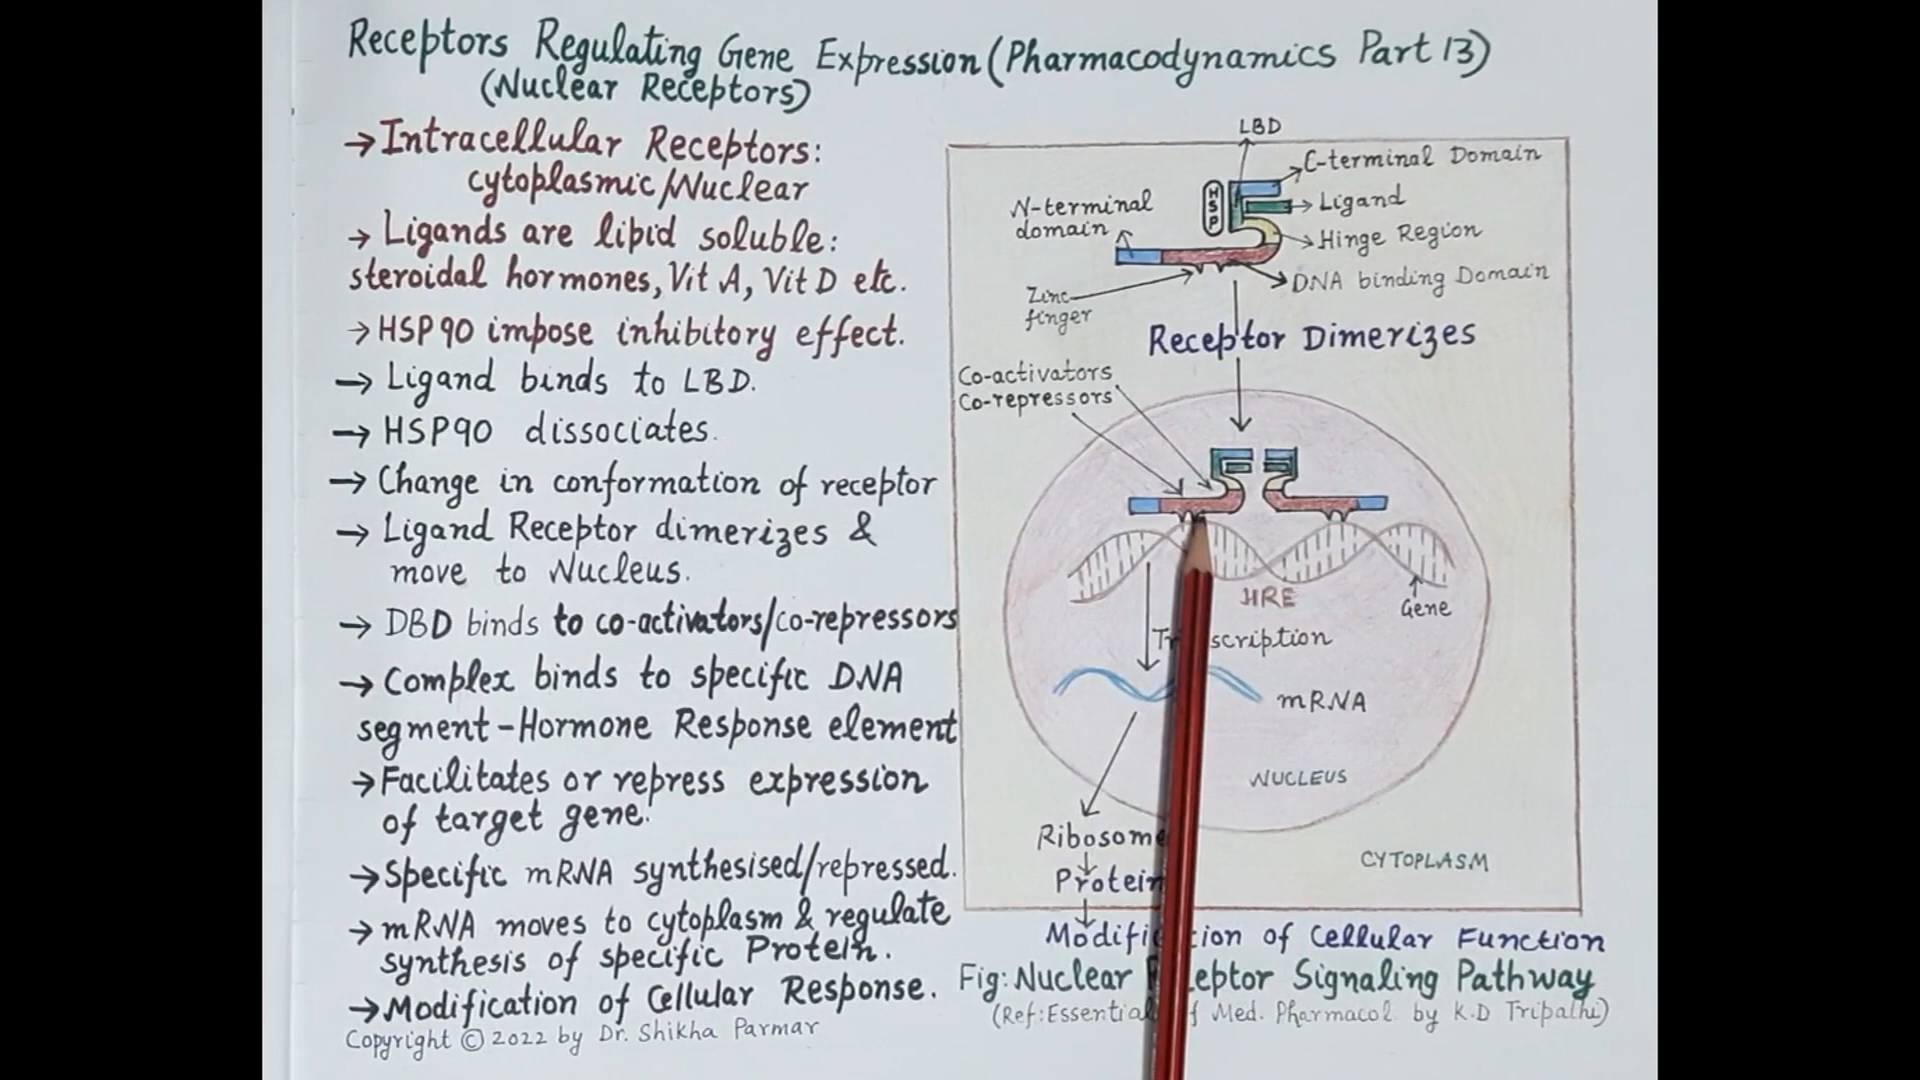 Receptors Regulating Gene Expression (Pharmacodynamics Part 13)
(Nuclear Receptors)
→ Intracellular Receptors:
cytoplasmic/Nuclear
→ Ligands are lipid soluble:
steroidal hormones, Vit A, Vit D etc.
→ HSP90 impose inhibitory effect.
→ Ligand binds to LBD.
→ HSP90 dissociates.
→ Change in conformation of receptor
→ Ligand Receptor dimerizes &
move to Nucleus.
→ DBD binds to co-activators/co-repressors
→ Complex binds to specific DNA
segment-Hormone Response element
→ Facilitates or repress expression
of target gene.
→ Specific mRNA synthesised/repressed.
→ mRNA moves to cytoplasm & regulate
synthesis of specific Protein.
→ Modification of Cellular Response.
Copyright © 2022 by Dr. Shikha Parmar
LBD
C-terminal Domain
HSP
Ligand
N-terminal
domain
Hinge Region
DNA binding Domain
Zinc
finger
Receptor Dimerizes
Co-activators
Co-repressors
HRE
Gene
Transcription
mRNA
NUCLEUS
Ribosome
CYTOPLASM
Protein
Modification of Cellular Function
Fig: Nuclear Receptor Signaling Pathway
(Ref: Essentials of Med. Pharmacol by K.D Tripathi)